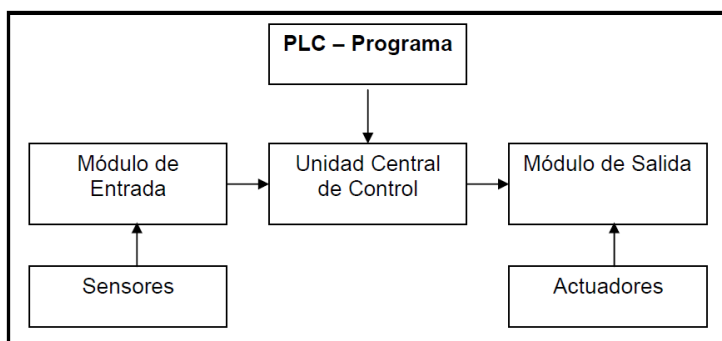 PLC – Programa
Módulo de
Entrada
Unidad Central
de Control
Módulo de Salida
Sensores
Actuadores